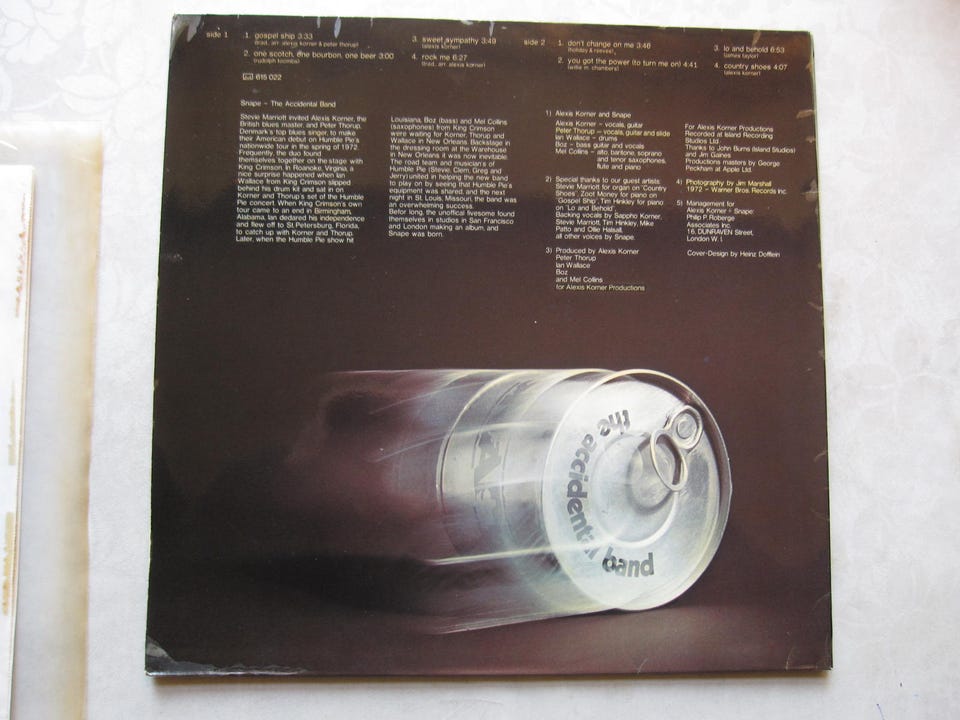 side 1
1. gospel ship 3:33
(trad., arr. alexis korner & peter thorup)
2. one scotch, one bourbon, one beer 3:00
(rudolph toombs)
3. sweet sympathy 3:49
(alexis korner)
4. rock me 6:27
(trad., arr. alexis korner)
side 2
1. don't change on me 3:46
(holiday & reeves)
2. you got the power (to turn me on) 4:41
(willie m. chambers)
3. lo and behold 6:53
(james taylor)
4. country shoes 4:07
(alexis korner)
615 022
Snape – The Accidental Band
Stevie Marriott invited Alexis Korner, the
British blues master, and Peter Thorup,
Denmark's top blues singer, to make
their American debut on Humble Pie's
nationwide tour in the spring of 1972.
Frequently, the duo found
themselves together on the stage with
King Crimson. In Roanoke, Virginia, a
nice surprise happened when Ian
Wallace from King Crimson slipped
behind his drum kit and sat in on
Korner and Thorup's set of the Humble
Pie concert. When King Crimson's own
tour came to an end in Birmingham,
Alabama, Ian dedared his independence
and flew off to St. Petersburg, Florida,
to catch up with Korner and Thorup.
Later, when the Humble Pie show hit
Louisiana, Boz (bass) and Mel Collins
(saxophones) from King Crimson
were waiting for Korner, Thorup and
Wallace in New Orleans. Backstage in
the dressing room at the Warehouse
in New Orleans it was now inevitable.
The road team and musician's of
Humble Pie (Stevie, Clem, Greg and
Jerry) united in helping the new band
to play on by seeing that Humble Pie's
equipment was shared, and the next
night in St. Louis, Missouri, the band was
an overwhelming success.
Befor long, the unoffical fivesome found
themselves in studios in San Francisco
and London making an album, and
Snape was born.
1) Alexis Korner and Snape
Alexis Korner – vocals, guitar
Peter Thorup – vocals, guitar and slide
Ian Wallace – drums
Boz – bass guitar and vocals
Mel Collins – alto, baritone, soprano
and tenor saxophones,
flute and piano
2) Special thanks to our guest artists:
Steve Marriott for organ on "Country
Shoes", Zoot Money for piano on
"Gospel Ship", Tim Hinkley for piano
on "Lo and Behold"
Backing vocals by Sappho Korner,
Stevie Marriott, Tim Hinkley, Mike
Patto and Ollie Halsall,
all other voices by Snape.
3) Produced by Alexis Korner
Peter Thorup
Ian Wallace
Boz
and Mel Collins
for Alexis Korner Productions
For Alexis Korner Productions
Recorded at Island Recording
Studios Ltd
Thanks to John Burns (Island Studios)
and Jim Gaines
Productions masters by George
Peckham at Apple Ltd.
4) Photography by Jim Marshall
1972 – Warner Bros. Records Inc.
5) Management for
Alexis Korner + Snape:
Philip P. Roberge
Associates Inc.
16, DUNRAVEN Street,
London W. 1
Cover-Design by Heinz Dofflein
the accidental band